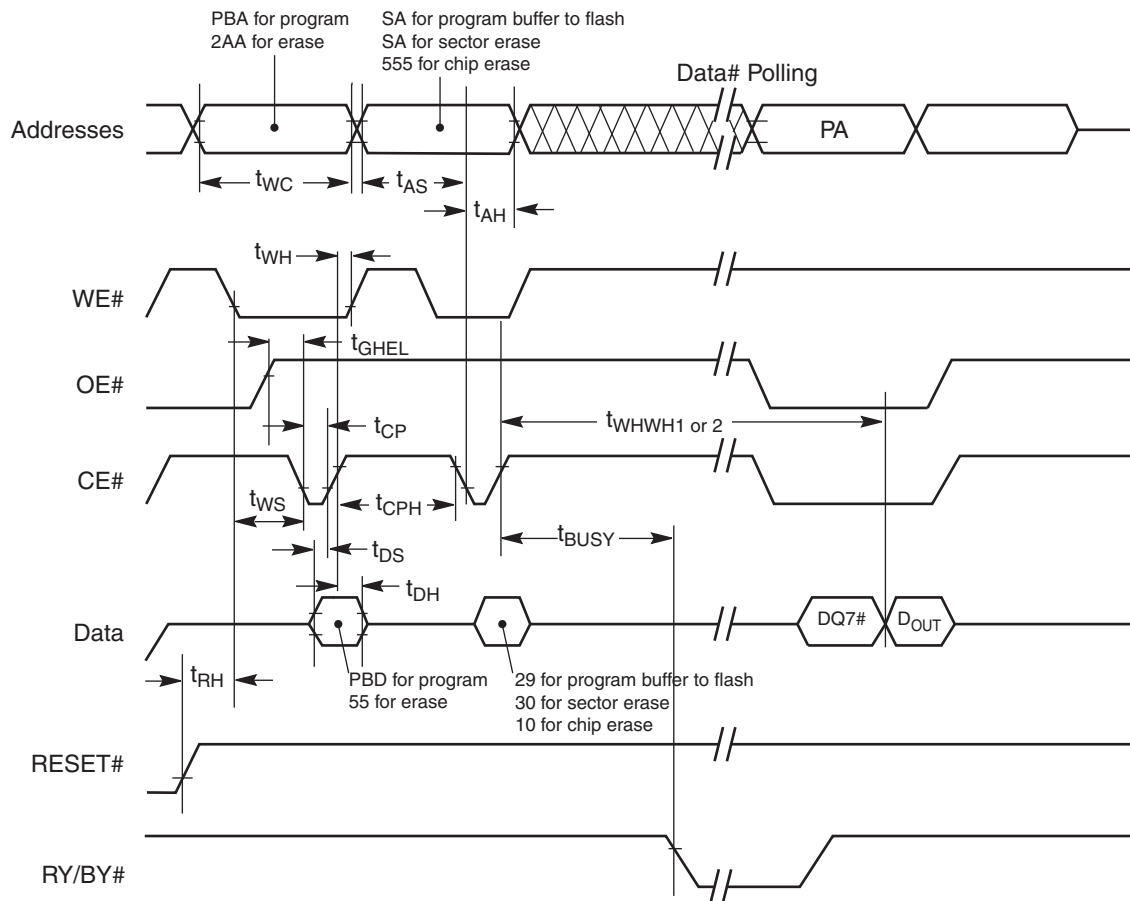 PBA for program
2AA for erase
SA for program buffer to flash
SA for sector erase
555 for chip erase
Data# Polling
Addresses
PA
tWC
tAS
tAH
tWH
WE#
tGHEL
OE#
tWHWH1 or 2
tCP
CE#
tWS
tCPH
tBUSY
tDS
tDH
Data
DQ7#
DOUT
tRH
PBD for program
55 for erase
29 for program buffer to flash
30 for sector erase
10 for chip erase
RESET#
RY/BY#